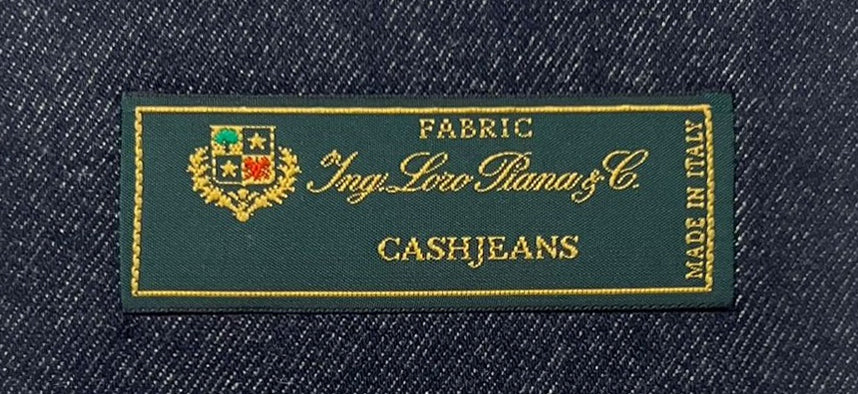 FABRIC
Ing. Loro Piana & C.
CASHJEANS
MADE IN ITALY